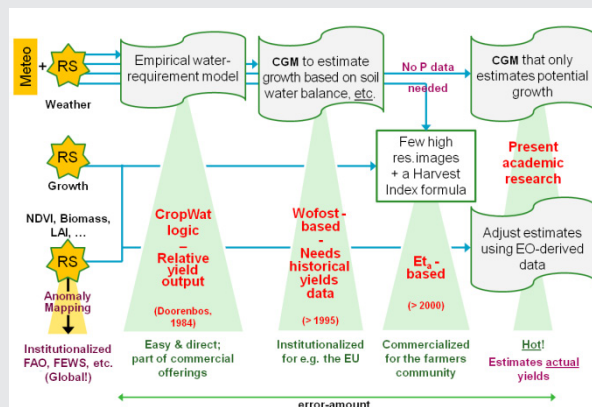 Meteo
+
RS
Weather
Empirical water-
requirement model
CGM to estimate
growth based on soil
water balance, etc.
No P data
needed
CGM that only
estimates potential
growth
RS
Growth
Few high
res. images
+ a Harvest
Index formula
Present
academic
research
NDVI, Biomass,
LAI, ...
RS
Anomaly
Mapping
Institutionalized
FAO, FEWS, etc.
(Global!)
CropWat
logic
–
Relative
yield
output
(Doorenbos,
1984)
Easy & direct;
part of commercial
offerings
Wofost -
based -
Needs
historical
yields
data
(> 1995)
Institutionalized
for e.g. the EU
Eta -
based
(> 2000)
Commercialized
for the farmers
community
Adjust estimates
using EO-derived
data
Hot!
Estimates actual
yields
error-amount